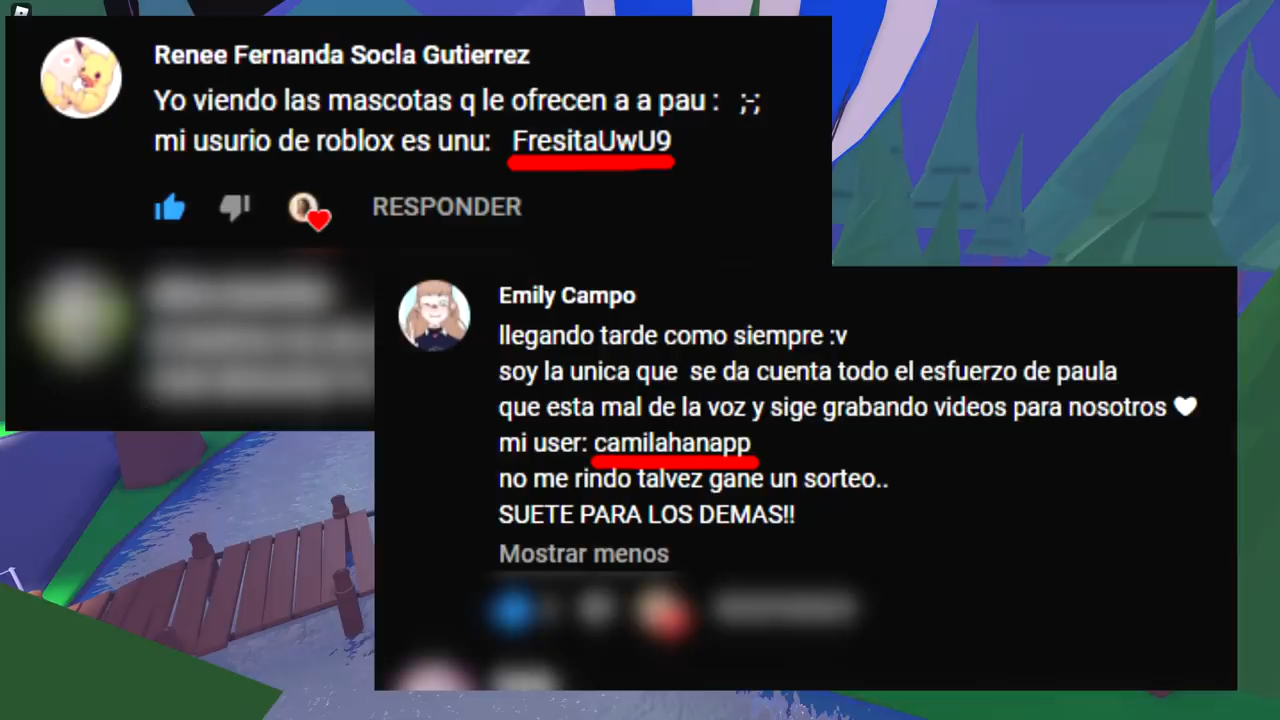 Renee Fernanda Socla Gutierrez
Yo viendo las mascotas q le ofrecen a a pau : ;-;
mi usurio de roblox es unu: FresitaUwU9
RESPONDER
Emily Campo
llegando tarde como siempre :v
soy la unica que se da cuenta todo el esfuerzo de paula
que esta mal de la voz y sige grabando videos para nosotros ♥
mi user: camilahanapp
no me rindo talvez gane un sorteo..
SUETE PARA LOS DEMAS!!
Mostrar menos